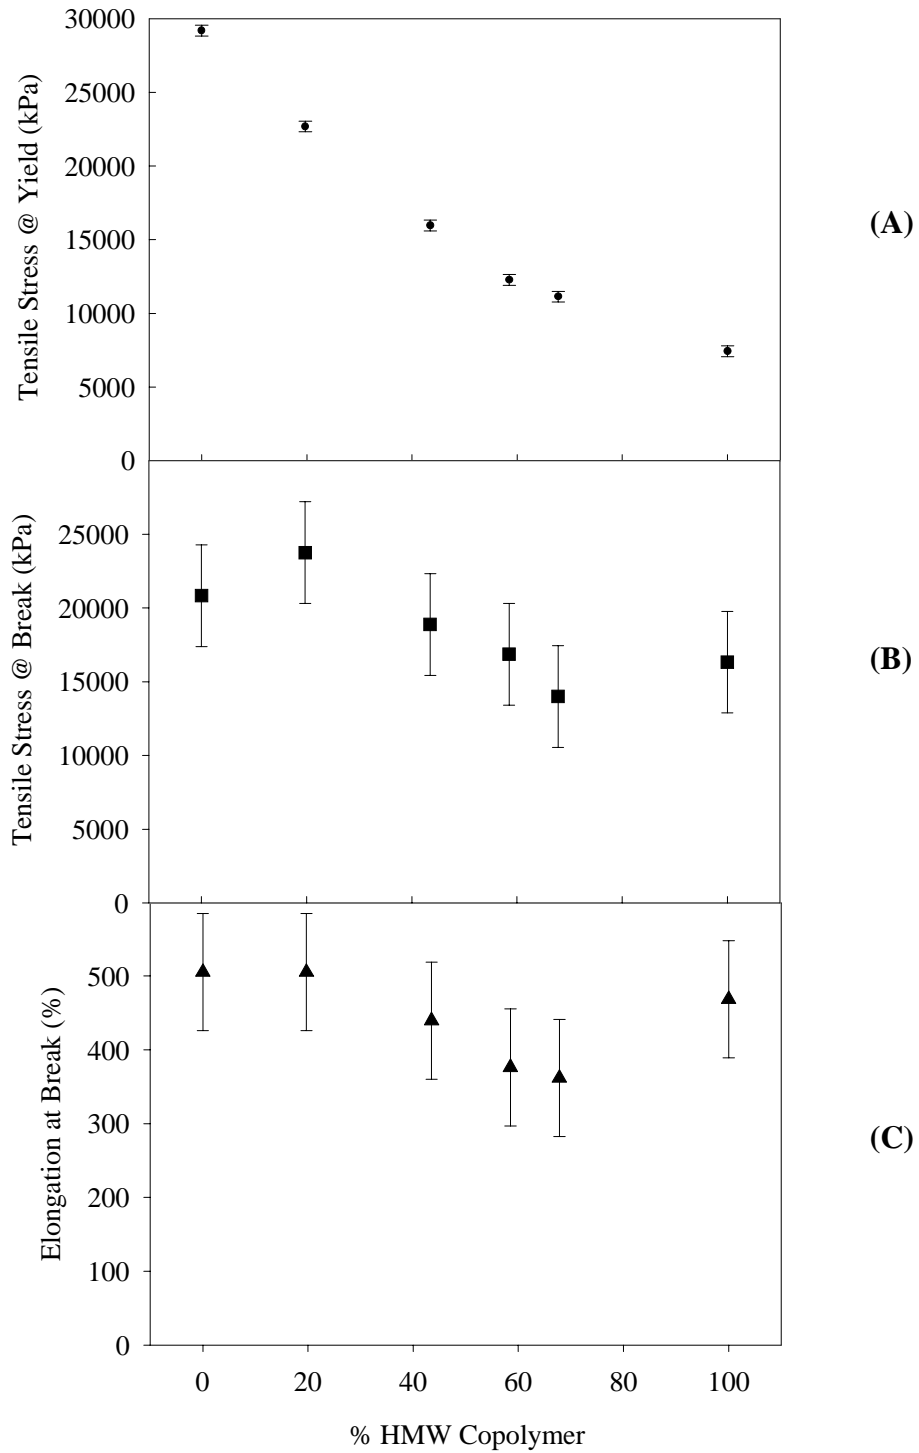 30000
25000
20000
15000
10000
5000
0
Tensile Stress @ Yield (kPa)
(A)
25000
20000
15000
10000
5000
0
Tensile Stress @ Break (kPa)
(B)
500
400
300
200
100
0
Elongation at Break (%)
(C)
0 20 40 60 80 100
% HMW Copolymer